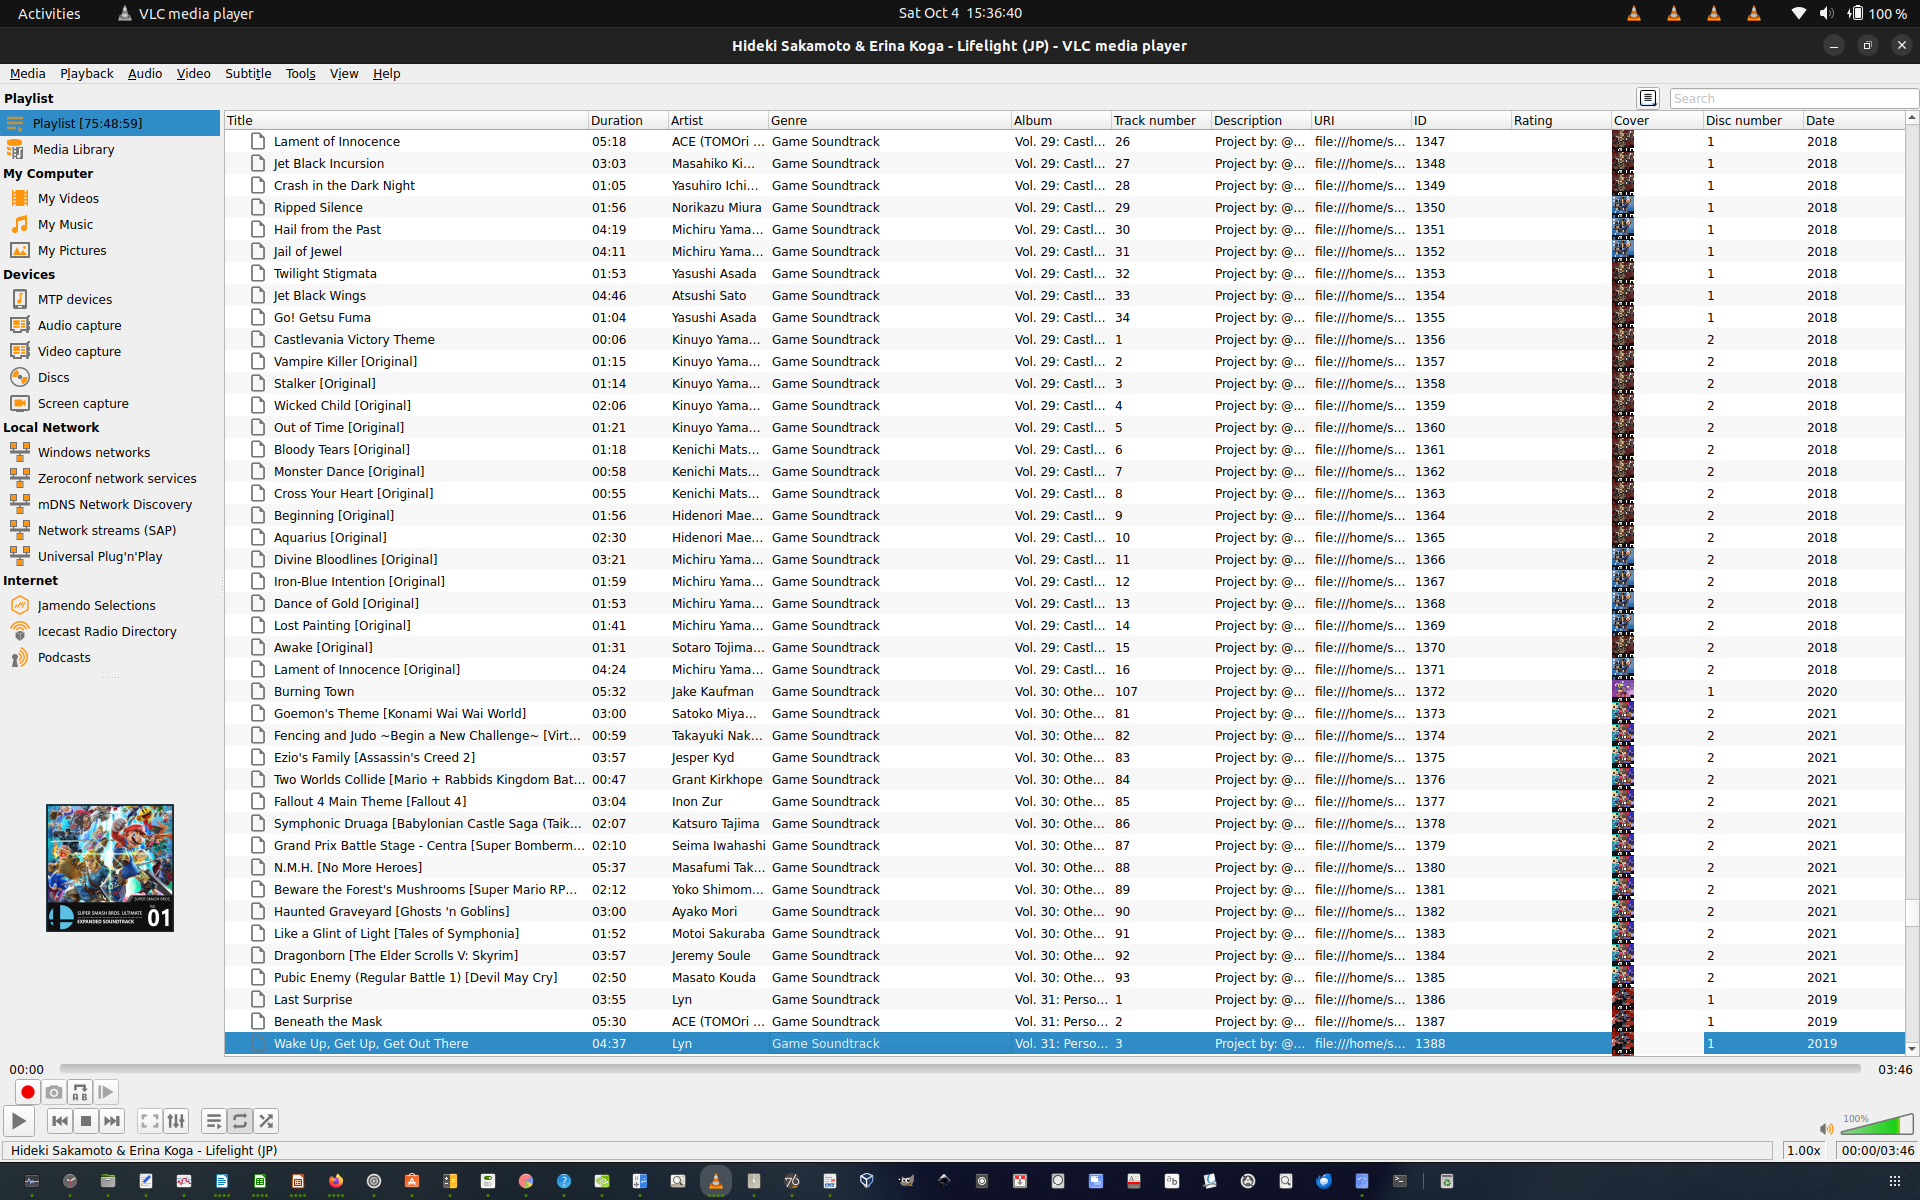 Activities VLC media player Sat Oct 4 15:36:40 100 %
Hideki Sakamoto & Erina Koga - Lifelight (JP) - VLC media player
Media Playback Audio Video Subtitle Tools View Help
Playlist
Search
Playlist [75:48:59]
Media Library
My Computer
My Videos
My Music
My Pictures
Devices
MTP devices
Audio capture
Video capture
Discs
Screen capture
Local Network
Windows networks
Zeroconf network services
mDNS Network Discovery
Network streams (SAP)
Universal Plug'n'Play
Internet
Jamendo Selections
Icecast Radio Directory
Podcasts
SUPER SMASH BROS. ULTIMATE
EXPANDED SOUNDTRACK
01
Title Duration Artist Genre Album Track number Description URI ID Rating Cover Disc number Date
Lament of Innocence 05:18 ACE (TOMOri ... Game Soundtrack Vol. 29: Castl... 26 Project by: @... file:///home/s... 1347 1 2018
Jet Black Incursion 03:03 Masahiko Ki... Game Soundtrack Vol. 29: Castl... 27 Project by: @... file:///home/s... 1348 1 2018
Crash in the Dark Night 01:05 Yasuhiro Ichi... Game Soundtrack Vol. 29: Castl... 28 Project by: @... file:///home/s... 1349 1 2018
Ripped Silence 01:56 Norikazu Miura Game Soundtrack Vol. 29: Castl... 29 Project by: @... file:///home/s... 1350 1 2018
Hail from the Past 04:19 Michiru Yama... Game Soundtrack Vol. 29: Castl... 30 Project by: @... file:///home/s... 1351 1 2018
Jail of Jewel 04:11 Michiru Yama... Game Soundtrack Vol. 29: Castl... 31 Project by: @... file:///home/s... 1352 1 2018
Twilight Stigmata 01:53 Yasushi Asada Game Soundtrack Vol. 29: Castl... 32 Project by: @... file:///home/s... 1353 1 2018
Jet Black Wings 04:46 Atsushi Sato Game Soundtrack Vol. 29: Castl... 33 Project by: @... file:///home/s... 1354 1 2018
Go! Getsu Fuma 01:04 Yasushi Asada Game Soundtrack Vol. 29: Castl... 34 Project by: @... file:///home/s... 1355 1 2018
Castlevania Victory Theme 00:06 Kinuyo Yama... Game Soundtrack Vol. 29: Castl... 1 Project by: @... file:///home/s... 1356 2 2018
Vampire Killer [Original] 01:15 Kinuyo Yama... Game Soundtrack Vol. 29: Castl... 2 Project by: @... file:///home/s... 1357 2 2018
Stalker [Original] 01:14 Kinuyo Yama... Game Soundtrack Vol. 29: Castl... 3 Project by: @... file:///home/s... 1358 2 2018
Wicked Child [Original] 02:06 Kinuyo Yama... Game Soundtrack Vol. 29: Castl... 4 Project by: @... file:///home/s... 1359 2 2018
Out of Time [Original] 01:21 Kinuyo Yama... Game Soundtrack Vol. 29: Castl... 5 Project by: @... file:///home/s... 1360 2 2018
Bloody Tears [Original] 01:18 Kenichi Mats... Game Soundtrack Vol. 29: Castl... 6 Project by: @... file:///home/s... 1361 2 2018
Monster Dance [Original] 00:58 Kenichi Mats... Game Soundtrack Vol. 29: Castl... 7 Project by: @... file:///home/s... 1362 2 2018
Cross Your Heart [Original] 00:55 Kenichi Mats... Game Soundtrack Vol. 29: Castl... 8 Project by: @... file:///home/s... 1363 2 2018
Beginning [Original] 01:56 Hidenori Mae... Game Soundtrack Vol. 29: Castl... 9 Project by: @... file:///home/s... 1364 2 2018
Aquarius [Original] 02:30 Hidenori Mae... Game Soundtrack Vol. 29: Castl... 10 Project by: @... file:///home/s... 1365 2 2018
Divine Bloodlines [Original] 03:21 Michiru Yama... Game Soundtrack Vol. 29: Castl... 11 Project by: @... file:///home/s... 1366 2 2018
Iron-Blue Intention [Original] 01:59 Michiru Yama... Game Soundtrack Vol. 29: Castl... 12 Project by: @... file:///home/s... 1367 2 2018
Dance of Gold [Original] 01:53 Michiru Yama... Game Soundtrack Vol. 29: Castl... 13 Project by: @... file:///home/s... 1368 2 2018
Lost Painting [Original] 01:41 Michiru Yama... Game Soundtrack Vol. 29: Castl... 14 Project by: @... file:///home/s... 1369 2 2018
Awake [Original] 01:31 Sotaro Tojima... Game Soundtrack Vol. 29: Castl... 15 Project by: @... file:///home/s... 1370 2 2018
Lament of Innocence [Original] 04:24 Michiru Yama... Game Soundtrack Vol. 29: Castl... 16 Project by: @... file:///home/s... 1371 2 2018
Burning Town 05:32 Jake Kaufman Game Soundtrack Vol. 30: Othe... 107 Project by: @... file:///home/s... 1372 1 2020
Goemon's Theme [Konami Wai Wai World] 03:00 Satoko Miya... Game Soundtrack Vol. 30: Othe... 81 Project by: @... file:///home/s... 1373 2 2021
Fencing and Judo ~Begin a New Challenge~ [Virt... 00:59 Takayuki Nak... Game Soundtrack Vol. 30: Othe... 82 Project by: @... file:///home/s... 1374 2 2021
Ezio's Family [Assassin's Creed 2] 03:57 Jesper Kyd Game Soundtrack Vol. 30: Othe... 83 Project by: @... file:///home/s... 1375 2 2021
Two Worlds Collide [Mario + Rabbids Kingdom Bat... 00:47 Grant Kirkhope Game Soundtrack Vol. 30: Othe... 84 Project by: @... file:///home/s... 1376 2 2021
Fallout 4 Main Theme [Fallout 4] 03:04 Inon Zur Game Soundtrack Vol. 30: Othe... 85 Project by: @... file:///home/s... 1377 2 2021
Symphonic Druaga [Babylonian Castle Saga (Taik... 02:07 Katsuro Tajima Game Soundtrack Vol. 30: Othe... 86 Project by: @... file:///home/s... 1378 2 2021
Grand Prix Battle Stage - Centra [Super Bomberm... 02:10 Seima Iwahashi Game Soundtrack Vol. 30: Othe... 87 Project by: @... file:///home/s... 1379 2 2021
N.M.H. [No More Heroes] 05:37 Masafumi Tak... Game Soundtrack Vol. 30: Othe... 88 Project by: @... file:///home/s... 1380 2 2021
Beware the Forest's Mushrooms [Super Mario RP... 02:12 Yoko Shimom... Game Soundtrack Vol. 30: Othe... 89 Project by: @... file:///home/s... 1381 2 2021
Haunted Graveyard [Ghosts 'n Goblins] 03:00 Ayako Mori Game Soundtrack Vol. 30: Othe... 90 Project by: @... file:///home/s... 1382 2 2021
Like a Glint of Light [Tales of Symphonia] 01:52 Motoi Sakuraba Game Soundtrack Vol. 30: Othe... 91 Project by: @... file:///home/s... 1383 2 2021
Dragonborn [The Elder Scrolls V: Skyrim] 03:57 Jeremy Soule Game Soundtrack Vol. 30: Othe... 92 Project by: @... file:///home/s... 1384 2 2021
Pubic Enemy (Regular Battle 1) [Devil May Cry] 02:50 Masato Kouda Game Soundtrack Vol. 30: Othe... 93 Project by: @... file:///home/s... 1385 2 2021
Last Surprise 03:55 Lyn Game Soundtrack Vol. 31: Perso... 1 Project by: @... file:///home/s... 1386 1 2019
Beneath the Mask 05:30 ACE (TOMOri ... Game Soundtrack Vol. 31: Perso... 2 Project by: @... file:///home/s... 1387 1 2019
Wake Up, Get Up, Get Out There 04:37 Lyn Game Soundtrack Vol. 31: Perso... 3 Project by: @... file:///home/s... 1388 1 2019
00:00 03:46
100%
Hideki Sakamoto & Erina Koga - Lifelight (JP) 1.00x 00:00/03:46